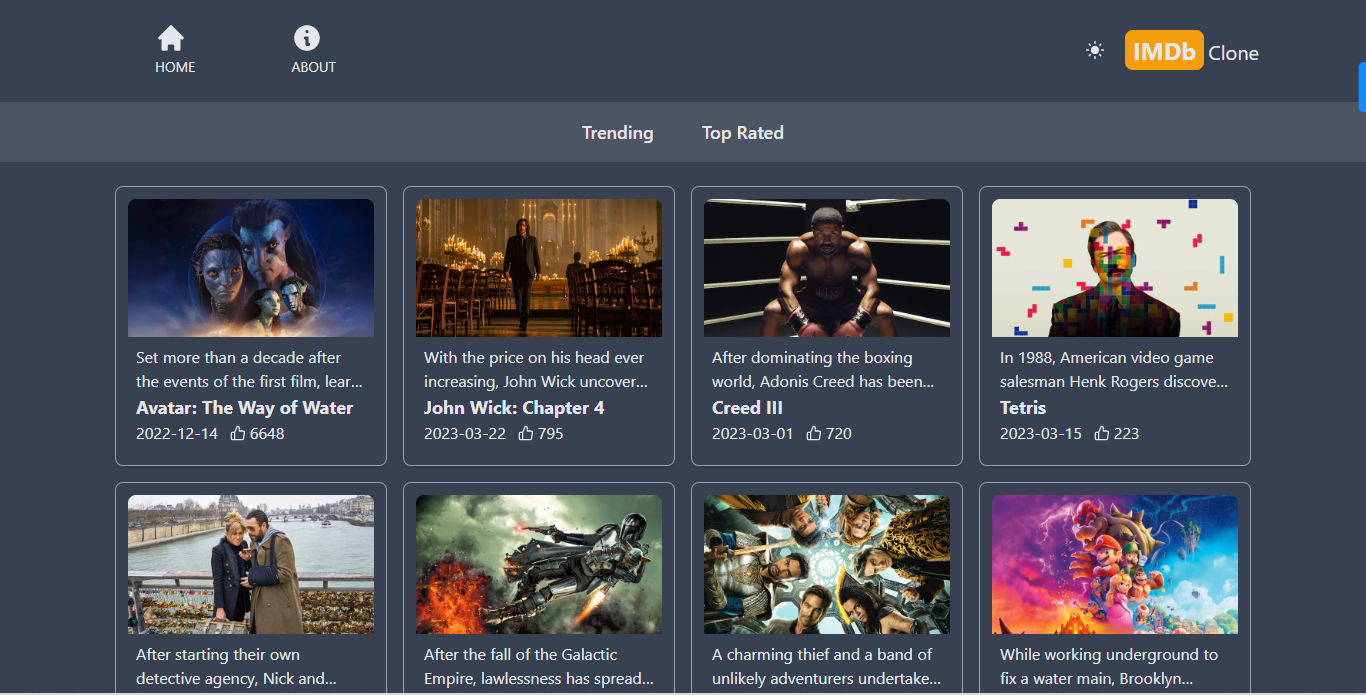 HOME
ABOUT
IMDb Clone
Trending
Top Rated
Set more than a decade after
the events of the first film, lear...
Avatar: The Way of Water
2022-12-14 6648
With the price on his head ever
increasing, John Wick uncover...
John Wick: Chapter 4
2023-03-22 795
After dominating the boxing
world, Adonis Creed has been...
Creed III
2023-03-01 720
In 1988, American video game
salesman Henk Rogers discove...
Tetris
2023-03-15 223
After starting their own
detective agency, Nick and...
After the fall of the Galactic
Empire, lawlessness has spread...
A charming thief and a band of
unlikely adventurers undertake...
While working underground to
fix a water main, Brooklyn...